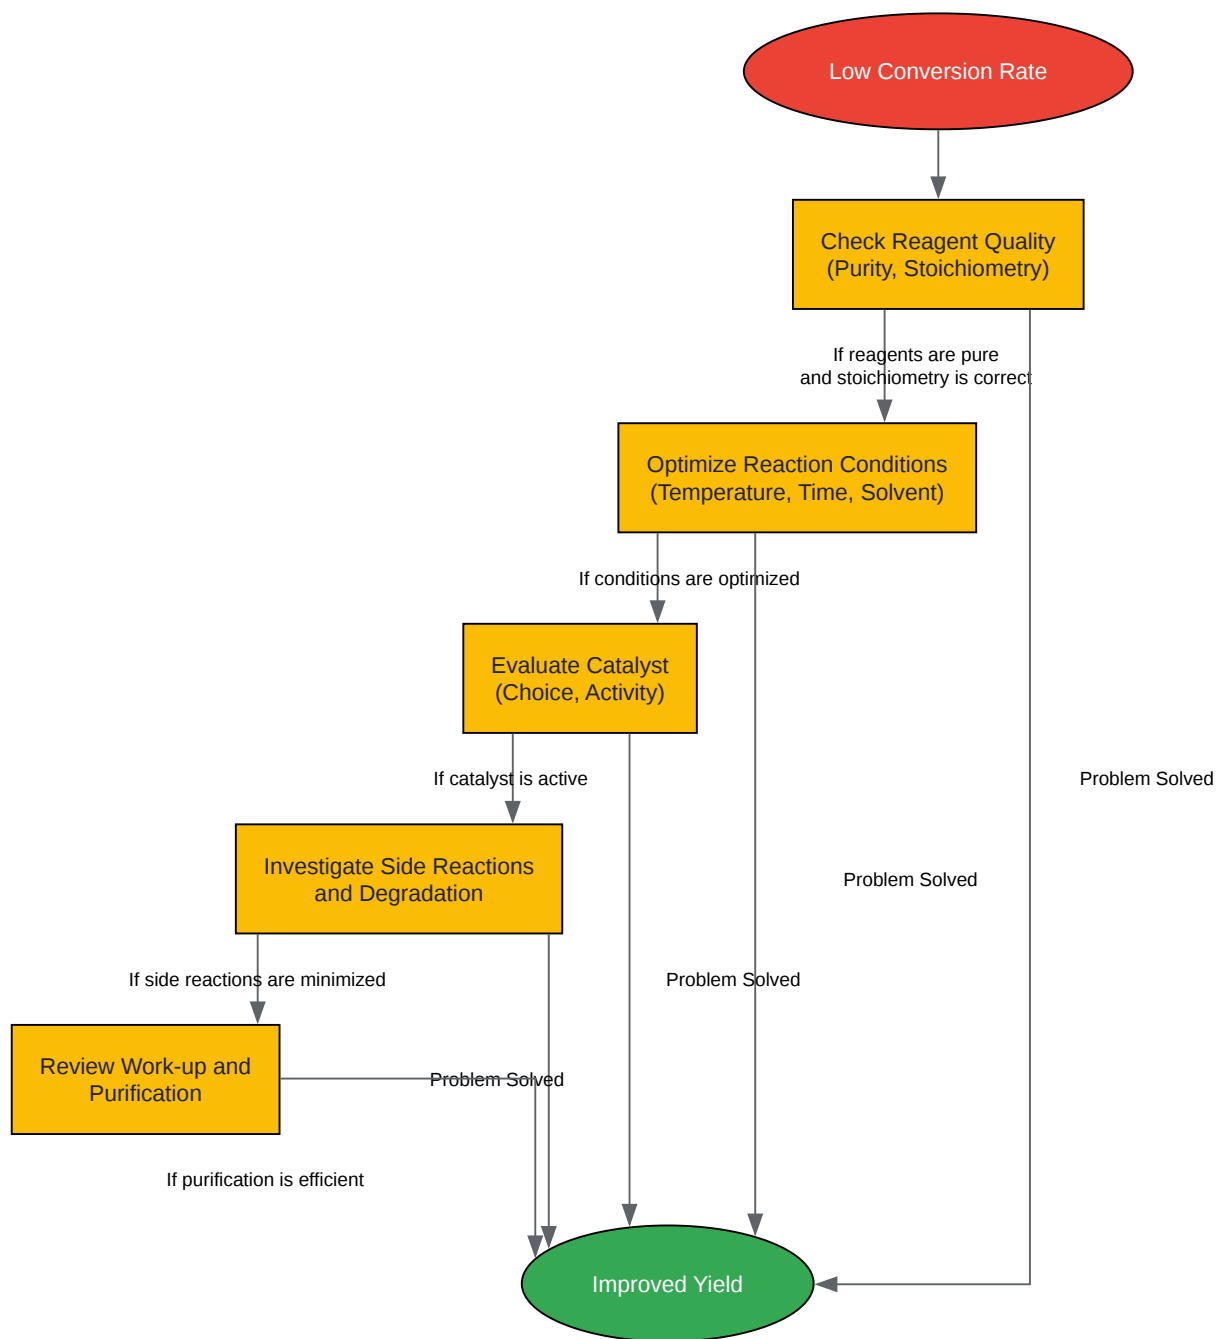 Low Conversion Rate
Check Reagent Quality
(Purity, Stoichiometry)
If reagents are pure
and stoichiometry is correct
Optimize Reaction Conditions
(Temperature, Time, Solvent)
If conditions are optimized
Evaluate Catalyst
(Choice, Activity)
If catalyst is active
Problem Solved
Investigate Side Reactions
and Degradation
Problem Solved
If side reactions are minimized
Problem Solved
Review Work-up and
Purification
Problem Solved
If purification is efficient
Improved Yield